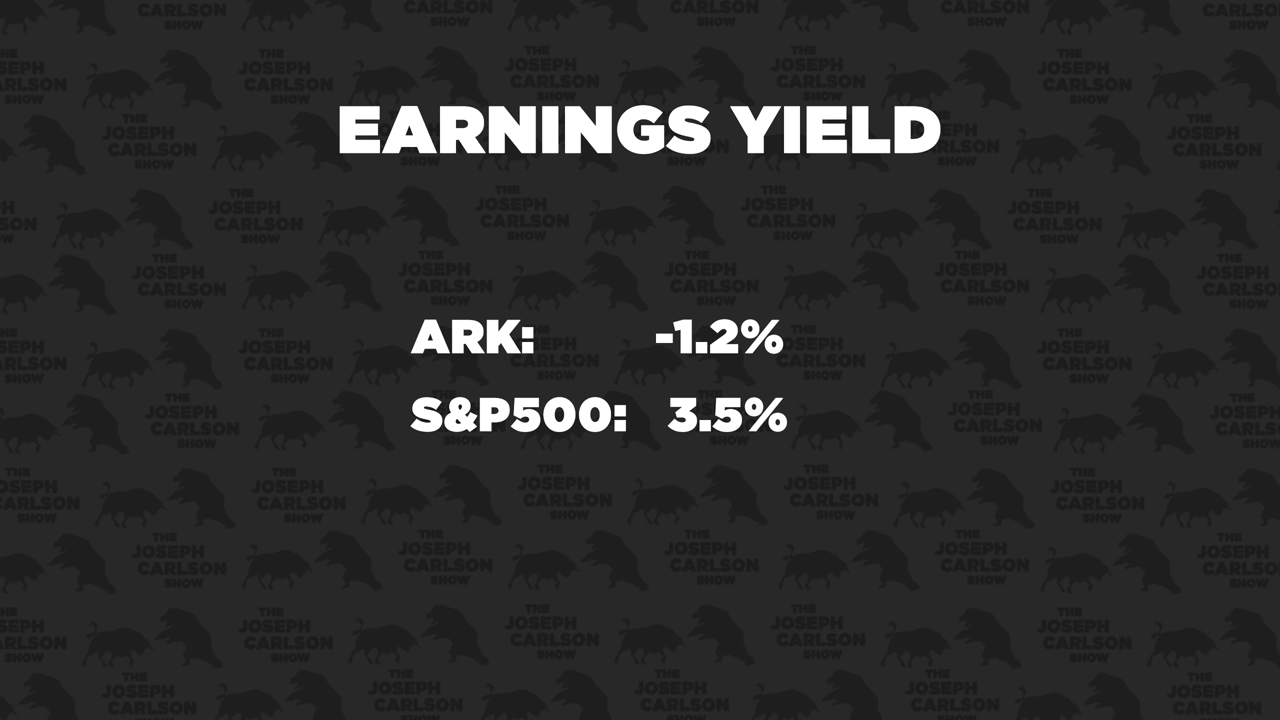 EARNINGS YIELD
ARK: -1.2%
S&P500: 3.5%
THE
JOSEPH
CARLSON
SHOW